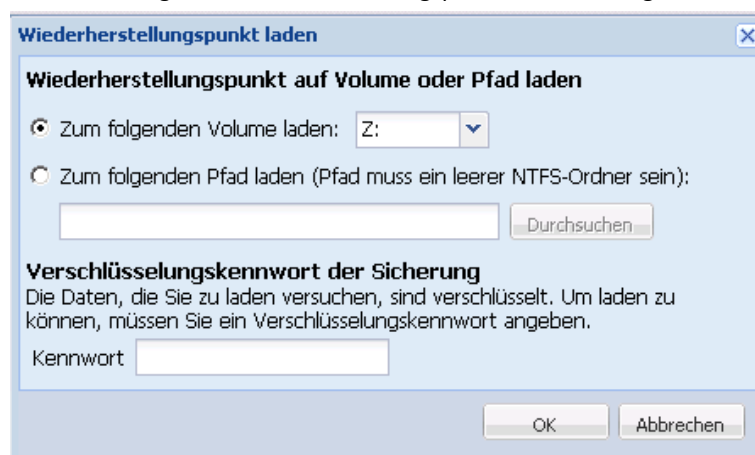 Wiederherstellungspunkt laden
Wiederherstellungspunkt auf Volume oder Pfad laden
Zum folgenden Volume laden: Z:
Zum folgenden Pfad laden (Pfad muss ein leerer NTFS-Ordner sein):
Durchsuchen
Verschlüsselungskennwort der Sicherung
Die Daten, die Sie zu laden versuchen, sind verschlüsselt. Um laden zu
können, müssen Sie ein Verschlüsselungskennwort angeben.
Kennwort
OK Abbrechen